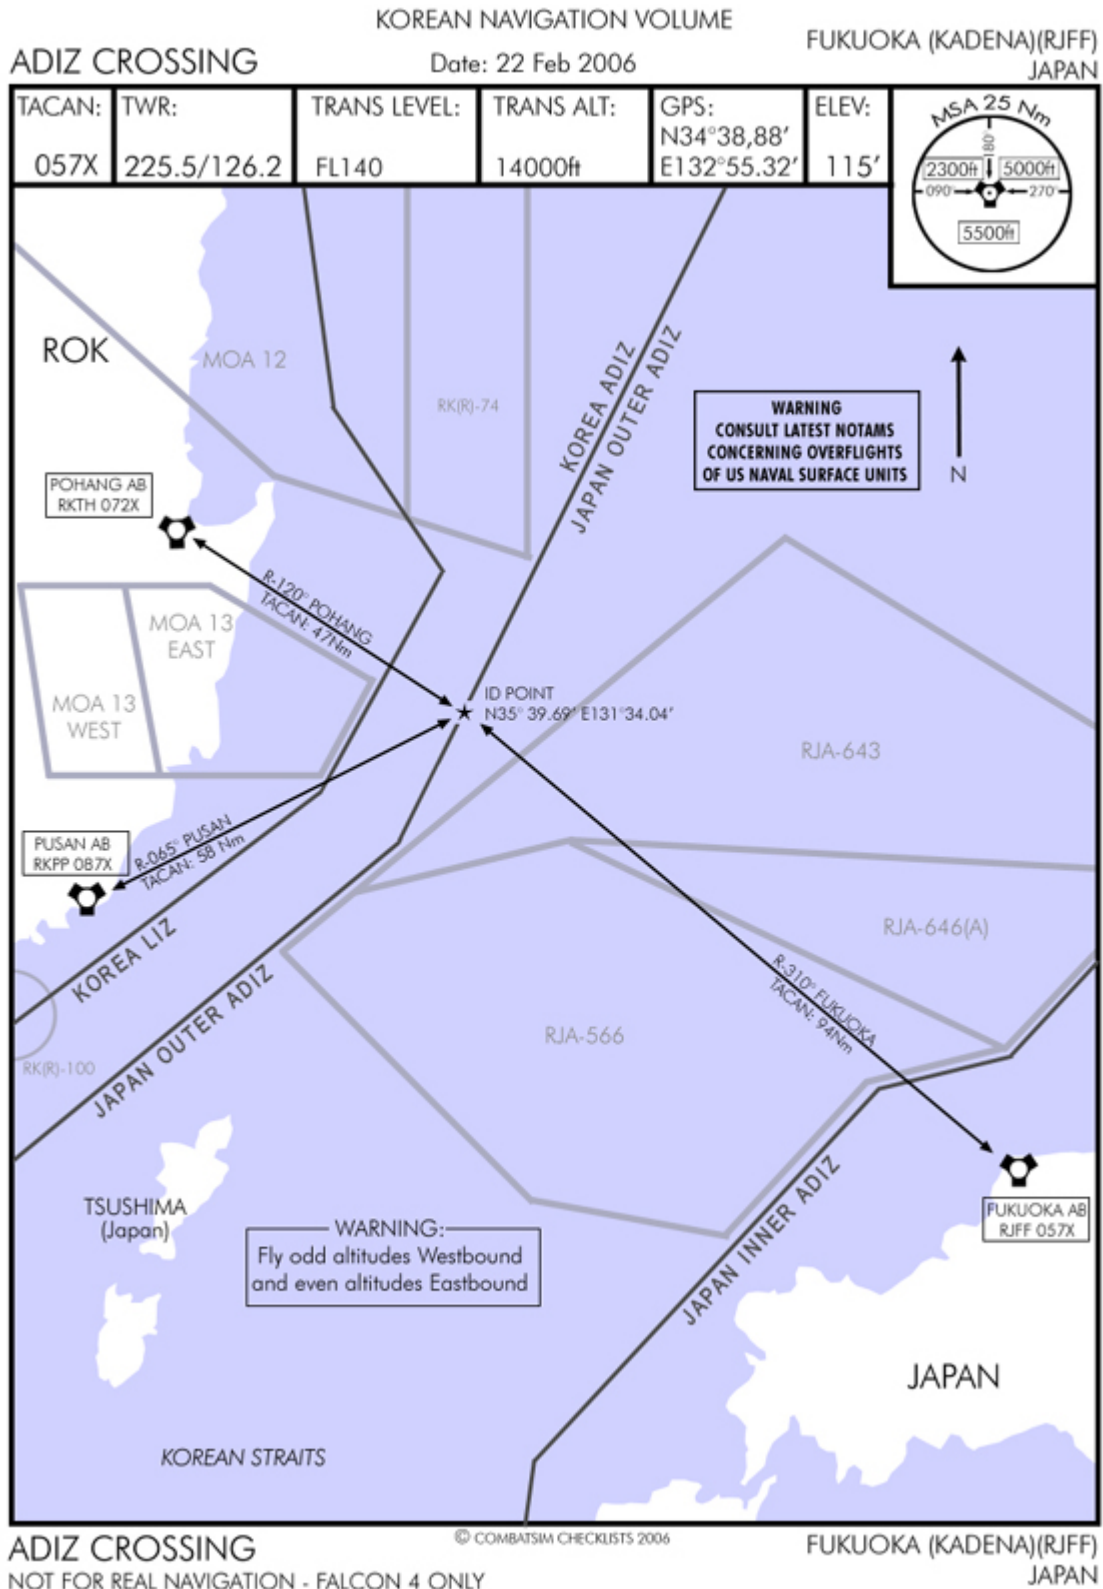 KOREAN NAVIGATION VOLUME
ADIZ CROSSING
Date: 22 Feb 2006
FUKUOKA (KADENA)(RJFF)
JAPAN
TACAN:
057X
TWR:
225.5/126.2
TRANS LEVEL:
FL140
TRANS ALT:
14000ft
GPS:
N34°38,88'
E132°55.32'
ELEV:
115'
MSA 25 Nm
180°
2300ft
5000ft
090°
270°
5500ft
ROK
MOA 12
RK(R)-74
KOREA ADIZ
JAPAN OUTER ADIZ
WARNING
CONSULT LATEST NOTAMS
CONCERNING OVERFLIGHTS
OF US NAVAL SURFACE UNITS
N
POHANG AB
RKTH 072X
R-120° POHANG
TACAN: 47Nm
MOA 13
EAST
MOA 13
WEST
ID POINT
N35° 39.69' E131°34.04'
RJA-643
PUSAN AB
RKPP 087X
R-065° PUSAN
TACAN: 58 Nm
RJA-646(A)
KOREA LIZ
R-310° FUKUOKA
TACAN: 94Nm
RJA-566
JAPAN OUTER ADIZ
RK(R)-100
TSUSHIMA
(Japan)
WARNING:
Fly odd altitudes Westbound
and even altitudes Eastbound
JAPAN INNER ADIZ
FUKUOKA AB
RJFF 057X
JAPAN
KOREAN STRAITS
© COMBATSIM CHECKLISTS 2006
ADIZ CROSSING
NOT FOR REAL NAVIGATION - FALCON 4 ONLY
FUKUOKA (KADENA)(RJFF)
JAPAN